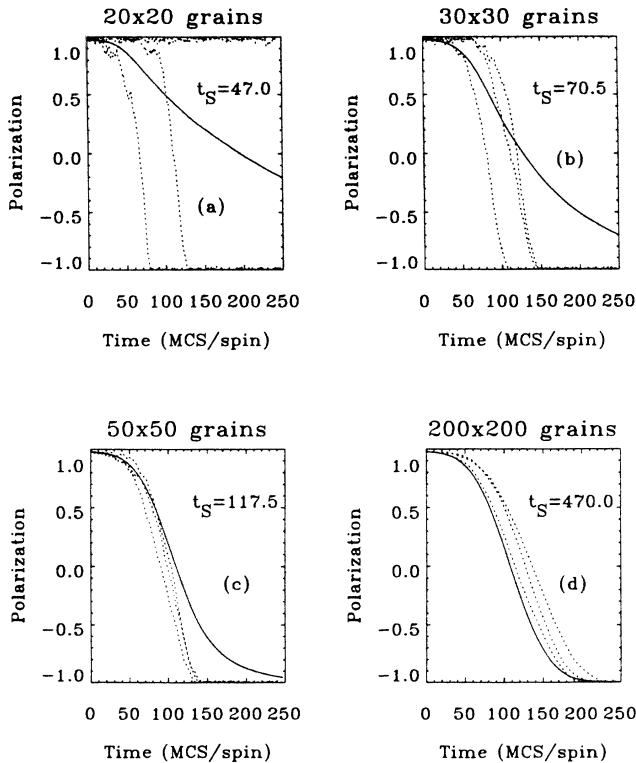 20x20 grains
1.0
0.5
0.0
−0.5
−1.0
Polarization
t_S=47.0
(a)
0 50 100 150 200 250
Time (MCS/spin)
30x30 grains
1.0
0.5
0.0
−0.5
−1.0
Polarization
t_S=70.5
(b)
0 50 100 150 200 250
Time (MCS/spin)
50x50 grains
1.0
0.5
0.0
−0.5
−1.0
Polarization
t_S=117.5
(c)
0 50 100 150 200 250
Time (MCS/spin)
200x200 grains
1.0
0.5
0.0
−0.5
−1.0
Polarization
t_S=470.0
(d)
0 50 100 150 200 250
Time (MCS/spin)